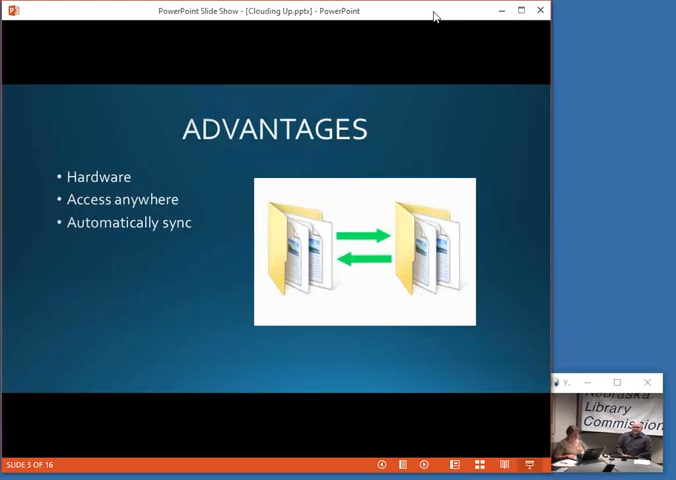 PowerPoint Slide Show - [Clouding Up.pptx] - PowerPoint
ADVANTAGES
• Hardware
• Access anywhere
• Automatically sync
Y..
Nebraska
Library
Commission
SLIDE 3 OF 16